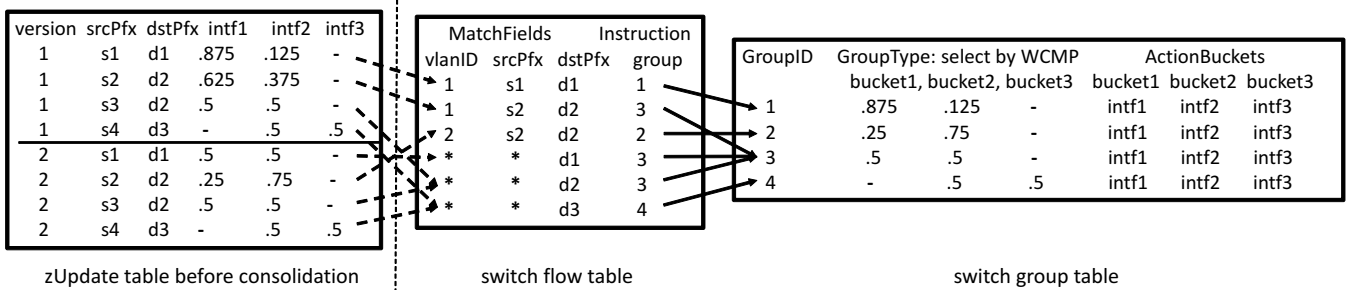 version srcPfx dstPfx intf1 intf2 intf3
1 s1 d1 .875 .125 -
1 s2 d2 .625 .375 -
1 s3 d2 .5 .5 -
1 s4 d3 - .5 .5
2 s1 d1 .5 .5 -
2 s2 d2 .25 .75 -
2 s3 d2 .5 .5 -
2 s4 d3 - .5 .5
zUpdate table before consolidation
MatchFields Instruction
vlanID srcPfx dstPfx group
1 s1 d1 1
1 s2 d2 3
2 s2 d2 2
* * d1 3
* * d2 3
* * d3 4
switch flow table
GroupID GroupType: select by WCMP ActionBuckets
bucket1, bucket2, bucket3 bucket1 bucket2 bucket3
1 .875 .125 - intf1 intf2 intf3
2 .25 .75 - intf1 intf2 intf3
3 .5 .5 - intf1 intf2 intf3
4 - .5 .5 intf1 intf2 intf3
switch group table